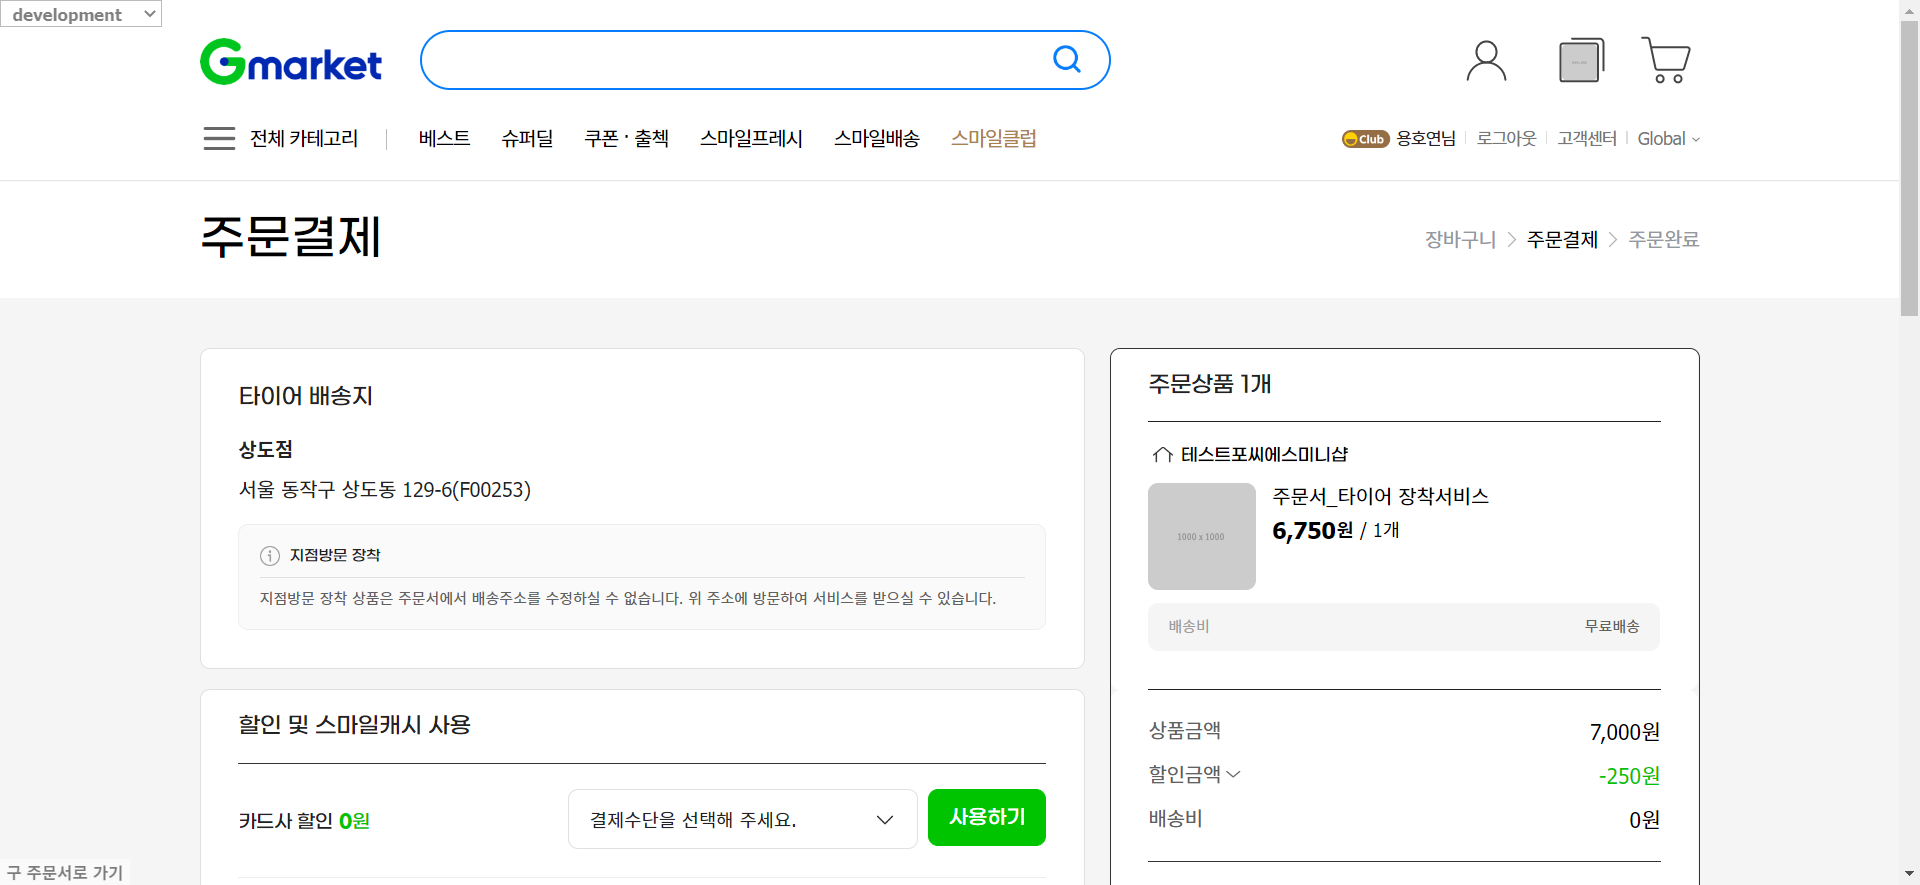 development
Gmarket
전체 카테고리
베스트
슈퍼딜
쿠폰 · 출첵
스마일프레시
스마일배송
스마일클럽
Club 용호연님
로그아웃
고객센터
Global
주문결제
장바구니 > 주문결제 > 주문완료
타이어 배송지
상도점
서울 동작구 상도동 129-6(F00253)
지점방문 장착
지점방문 장착 상품은 주문서에서 배송주소를 수정하실 수 없습니다. 위 주소에 방문하여 서비스를 받으실 수 있습니다.
할인 및 스마일캐시 사용
카드사 할인 0원
결제수단을 선택해 주세요.
사용하기
주문상품 1개
테스트포씨에스미니샵
1000 x 1000
주문서_타이어 장착서비스
6,750원 / 1개
배송비
무료배송
상품금액
7,000원
할인금액
-250원
배송비
0원
구 주문서로 가기